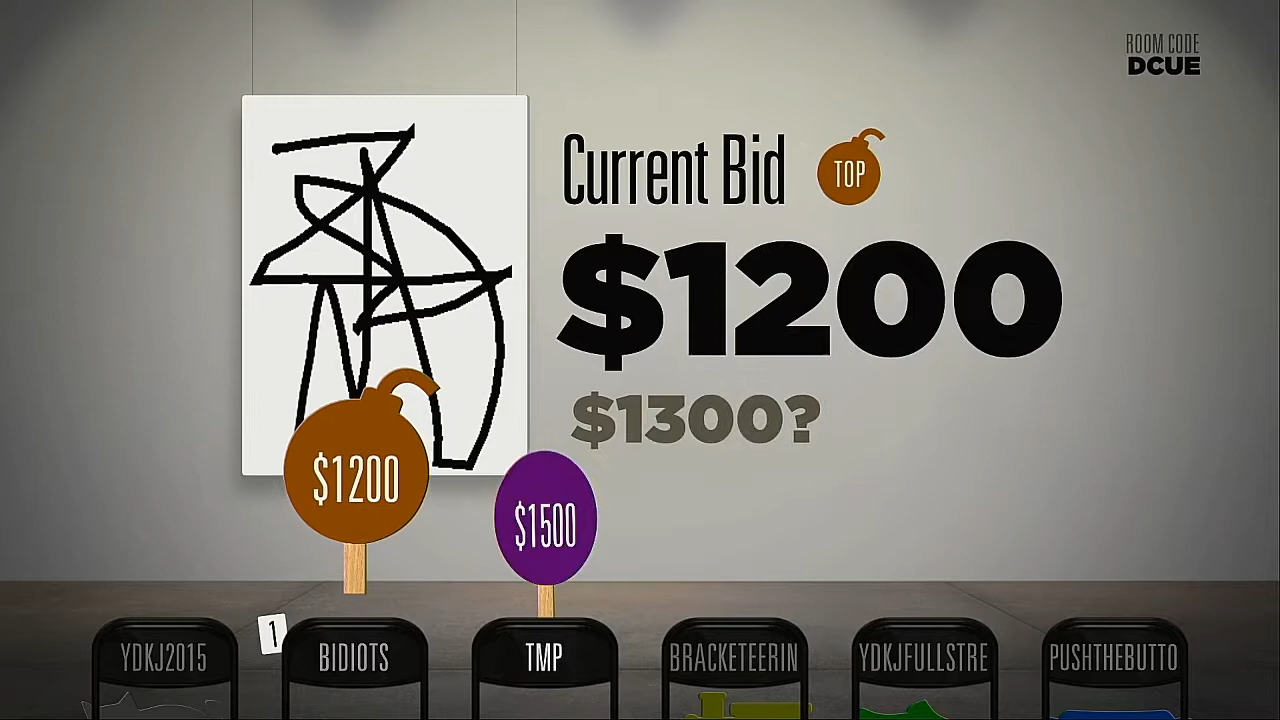 ROOM CODE
DCUE
Current Bid
TOP
$1200
$1300?
$1200
$1500
1
YDKJ2015
BIDIOTS
TMP
BRACKETEERIN
YDKJFULLSTRE
PUSHTHEBUTTO